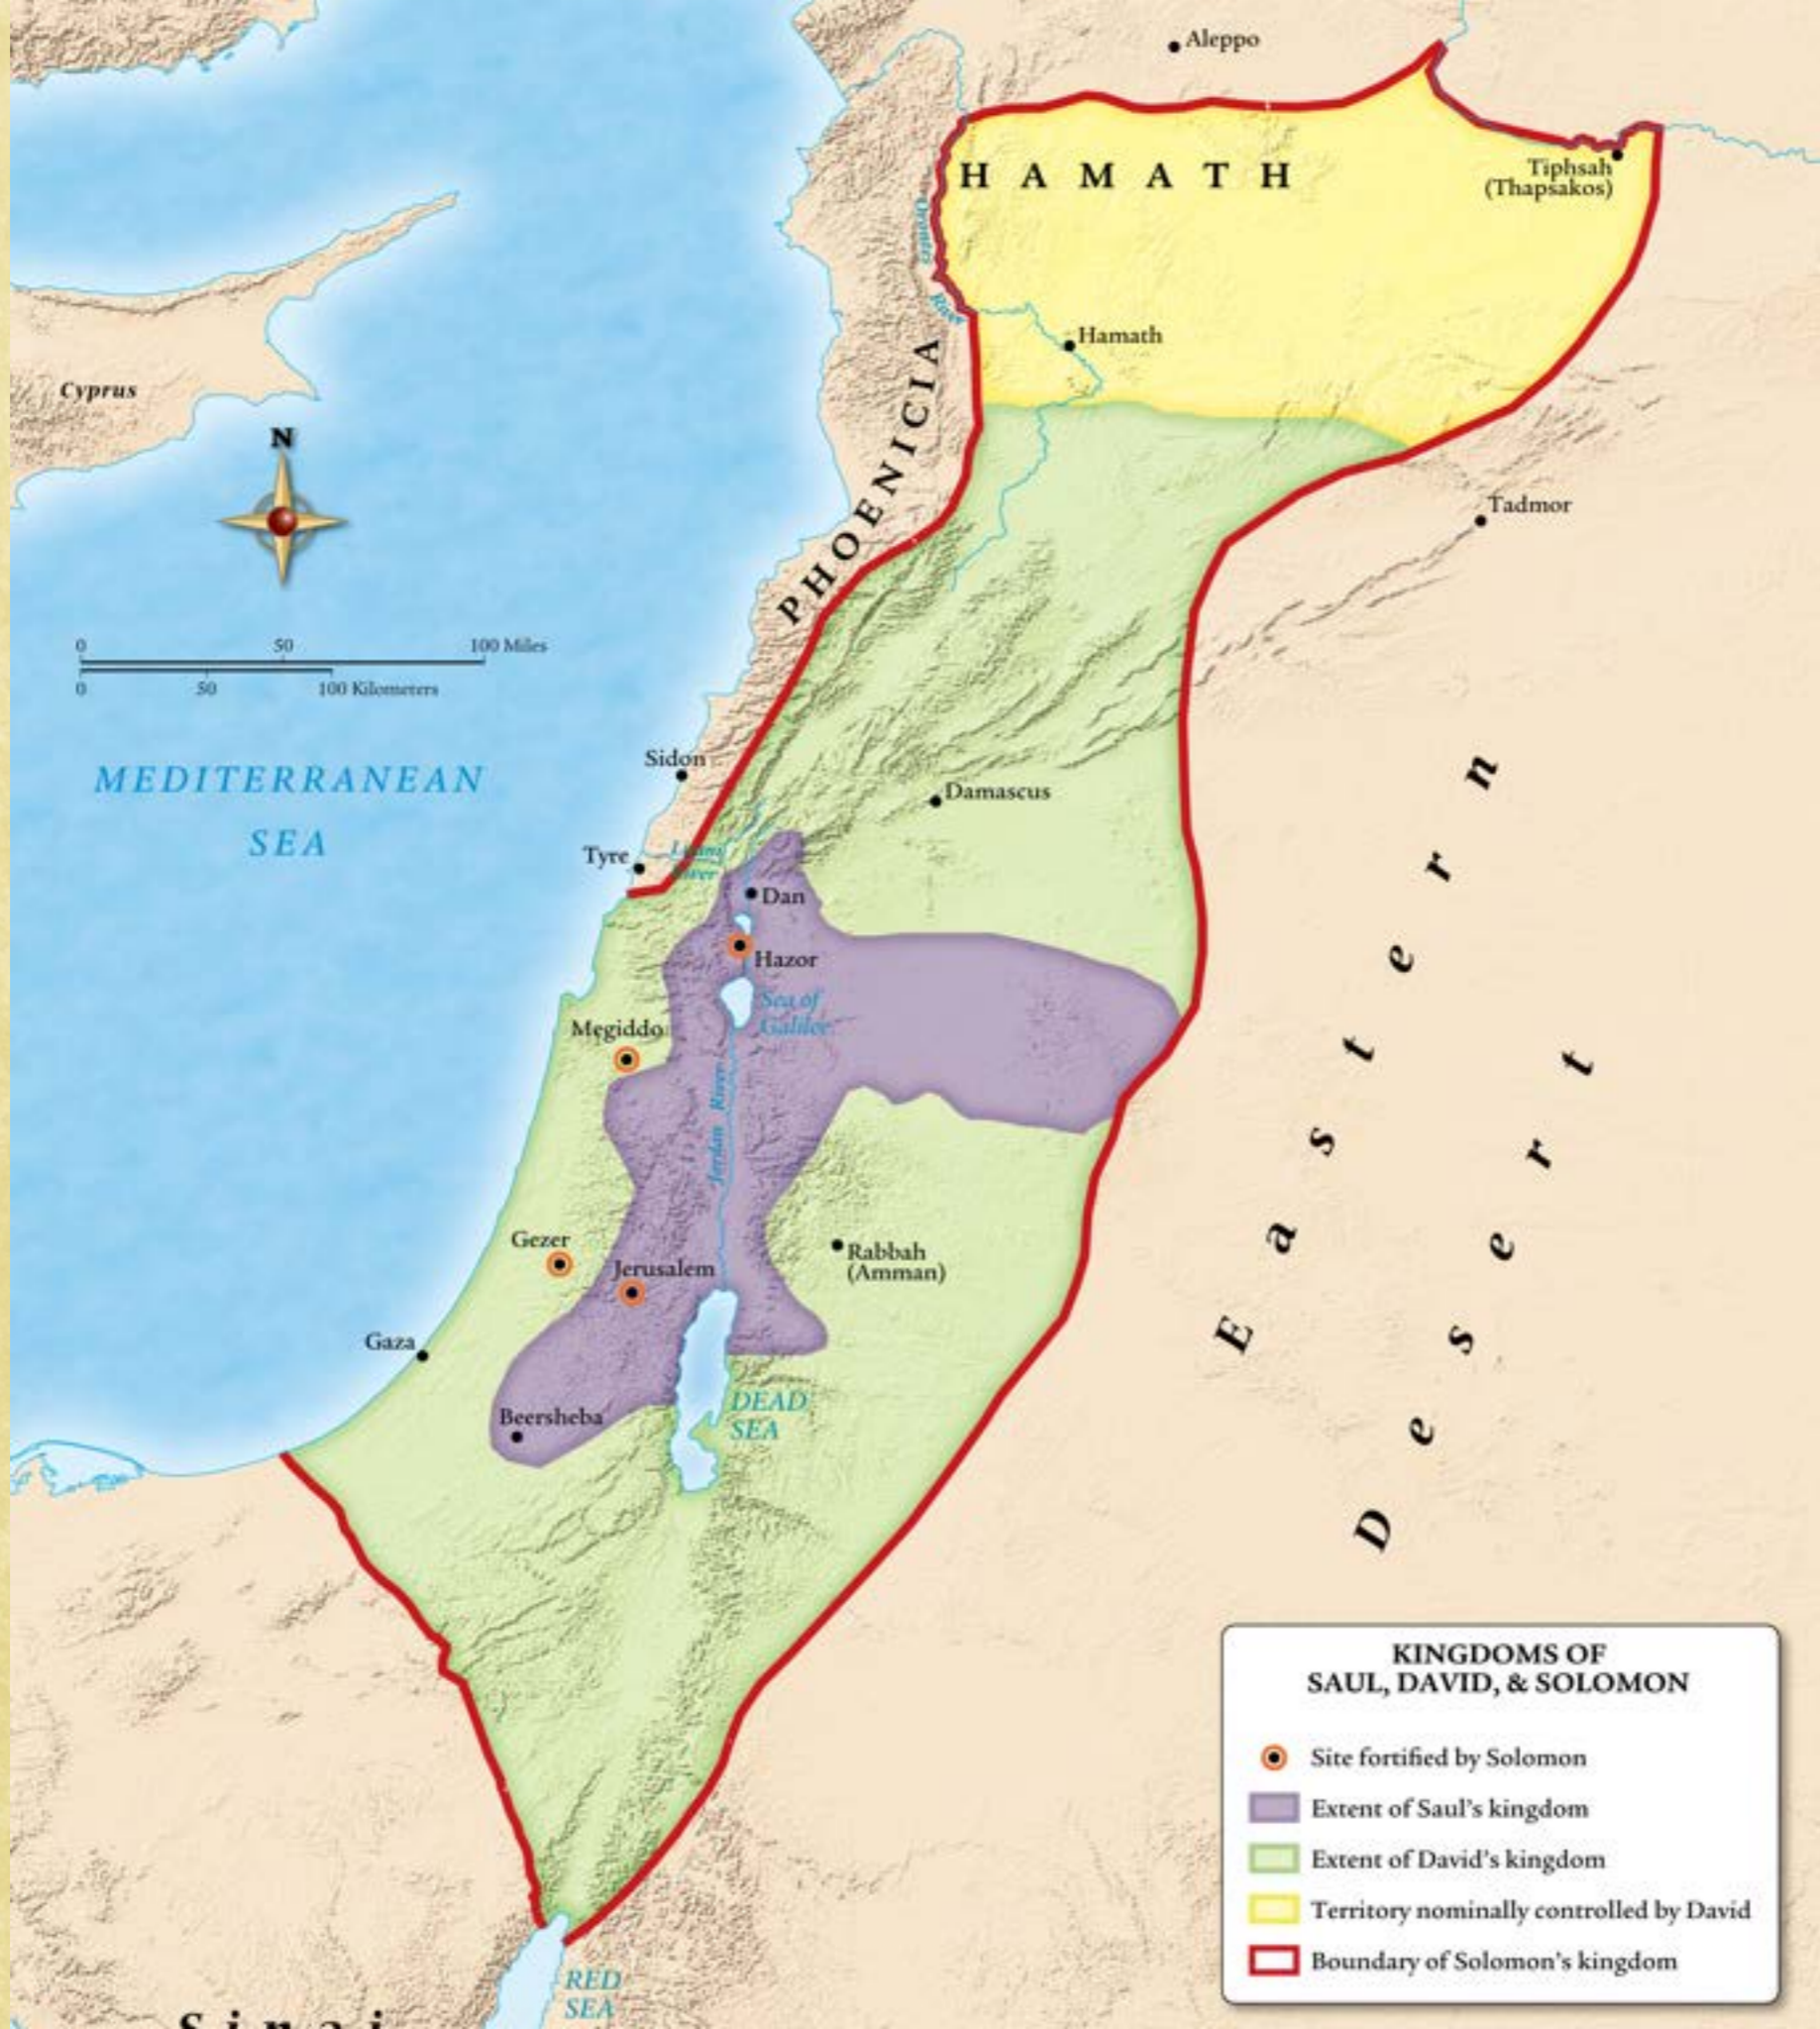 Aleppo
HAMATH
Tiphsah
(Thapsakos)
Orontes
River
Hamath
Cyprus
N
PHOENICIA
Tadmor
0 50 100 Miles
0 50 100 Kilometers
MEDITERRANEAN
SEA
Sidon
Damascus
Tyre
Litani
River
Dan
Hazor
Sea of
Galilee
Megiddo
Jordan River
Eastern
Desert
Gezer
Jerusalem
Rabbah
(Amman)
Gaza
DEAD
SEA
Beersheba
RED
SEA
Sinai
KINGDOMS OF
SAUL, DAVID, & SOLOMON
Site fortified by Solomon
Extent of Saul's kingdom
Extent of David's kingdom
Territory nominally controlled by David
Boundary of Solomon's kingdom